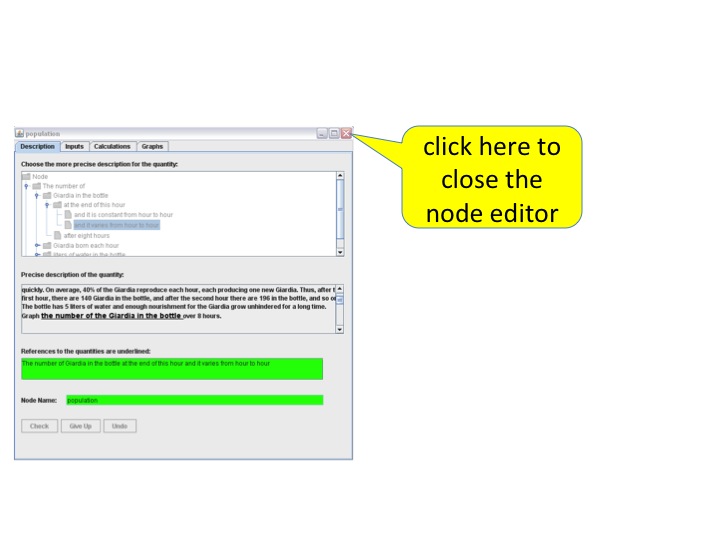 population
Description Inputs Calculations Graphs
Choose the more precise description for the quantity:
Node
The number of
Giardia in the bottle
at the end of this hour
and it is constant from hour to hour
and it varies from hour to hour
after eight hours
Giardia born each hour
liters of water in the bottle
Precise description of the quantity:
quickly. On average, 40% of the Giardia reproduce each hour, each producing one new Giardia. Thus, after t
first hour, there are 140 Giardia in the bottle, and after the second hour there are 196 in the bottle, and so o
The bottle has 5 liters of water and enough nourishment for the Giardia grow unhindered for a long time.
Graph the number of the Giardia in the bottle over 8 hours.
References to the quantities are underlined:
The number of Giardia in the bottle at the end of this hour and it varies from hour to hour
Node Name: population
Check Give Up Undo
click here to
close the
node editor